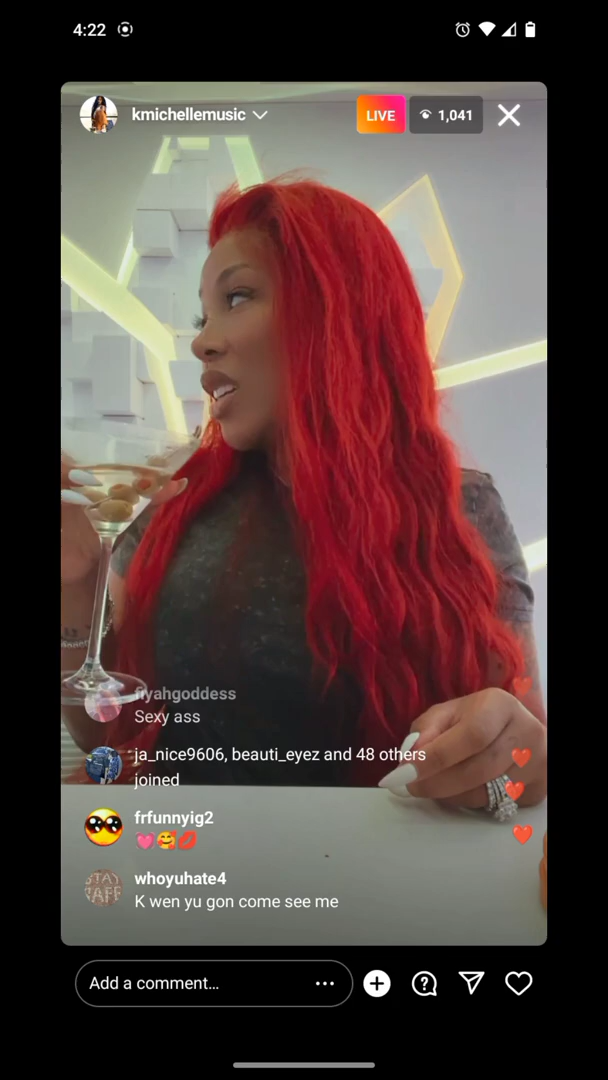 4:22
kmichellemusic
LIVE
1,041
fiyahgoddess
Sexy ass
ja_nice9606, beauti_eyez and 48 others
joined
frfunnyig2
whoyuhate4
K wen yu gon come see me
Add a comment...